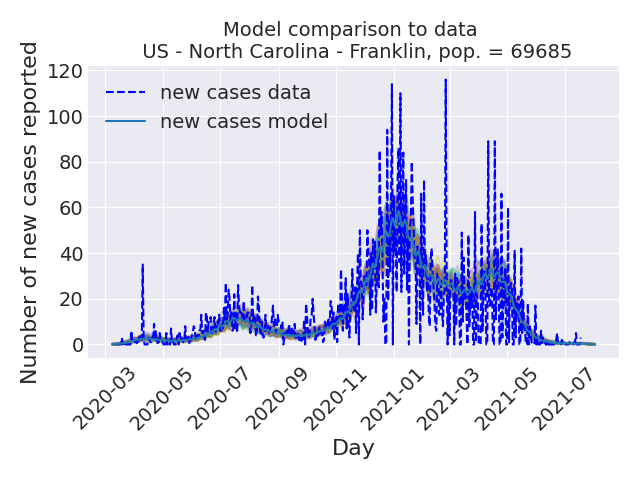 Model comparison to data
US - North Carolina - Franklin, pop. = 69685
Number of new cases reported
120
100
80
60
40
20
0
new cases data
new cases model
2020-03
2020-05
2020-07
2020-09
2020-11
2021-01
2021-03
2021-05
2021-07
Day